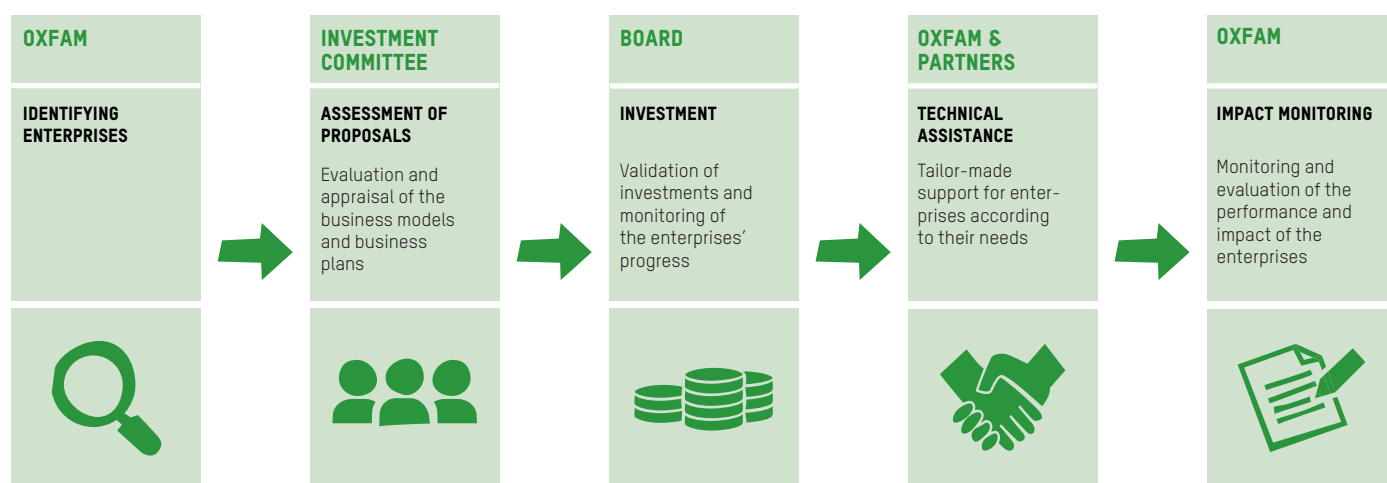 OXFAM
IDENTIFYING
ENTERPRISES
INVESTMENT
COMMITTEE
ASSESSMENT OF
PROPOSALS
Evaluation and
appraisal of the
business models
and business
plans
BOARD
INVESTMENT
Validation of
investments and
monitoring of
the enterprises’
progress
OXFAM &
PARTNERS
TECHNICAL
ASSISTANCE
Tailor-made
support for enter-
prises according
to their needs
OXFAM
IMPACT MONITORING
Monitoring and
evaluation of the
performance and
impact of the
enterprises